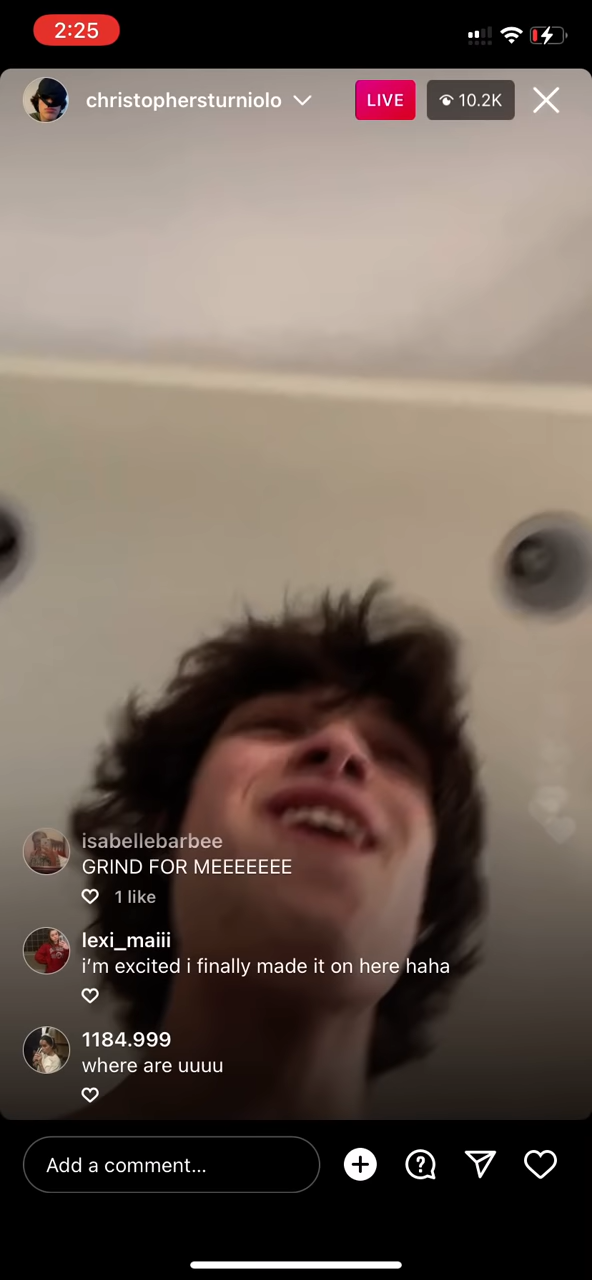 2:25
christophersturniolo
LIVE
10.2K
isabellebarbee
GRIND FOR MEEEEEEE
1 like
lexi_maiii
i'm excited i finally made it on here haha
1184.999
where are uuuu
Add a comment...